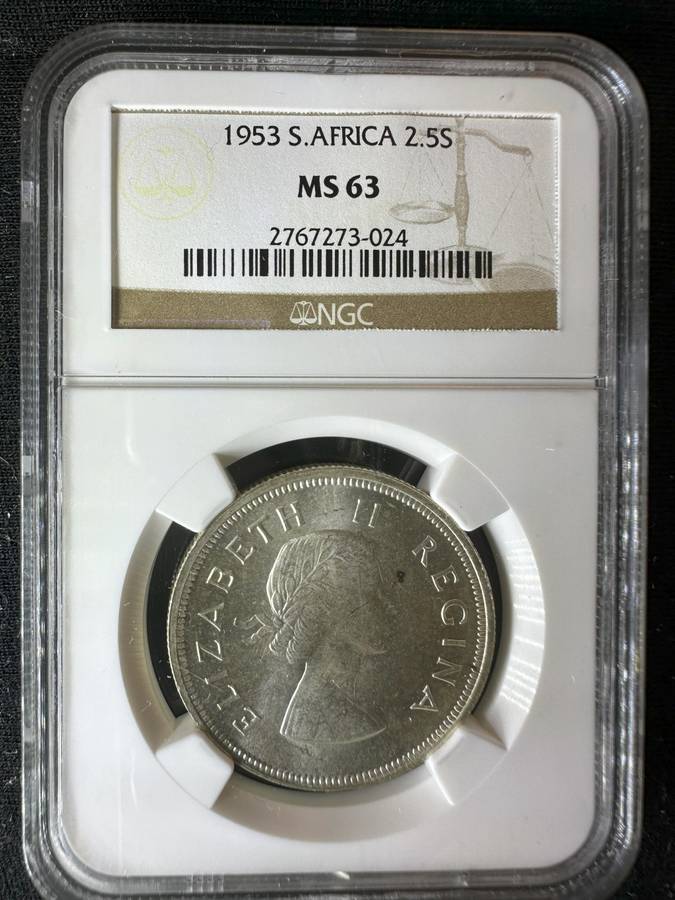 1953 S.AFRICA 2.5S
MS 63
2767273-024
NGC
ELIZABETH II REGINA